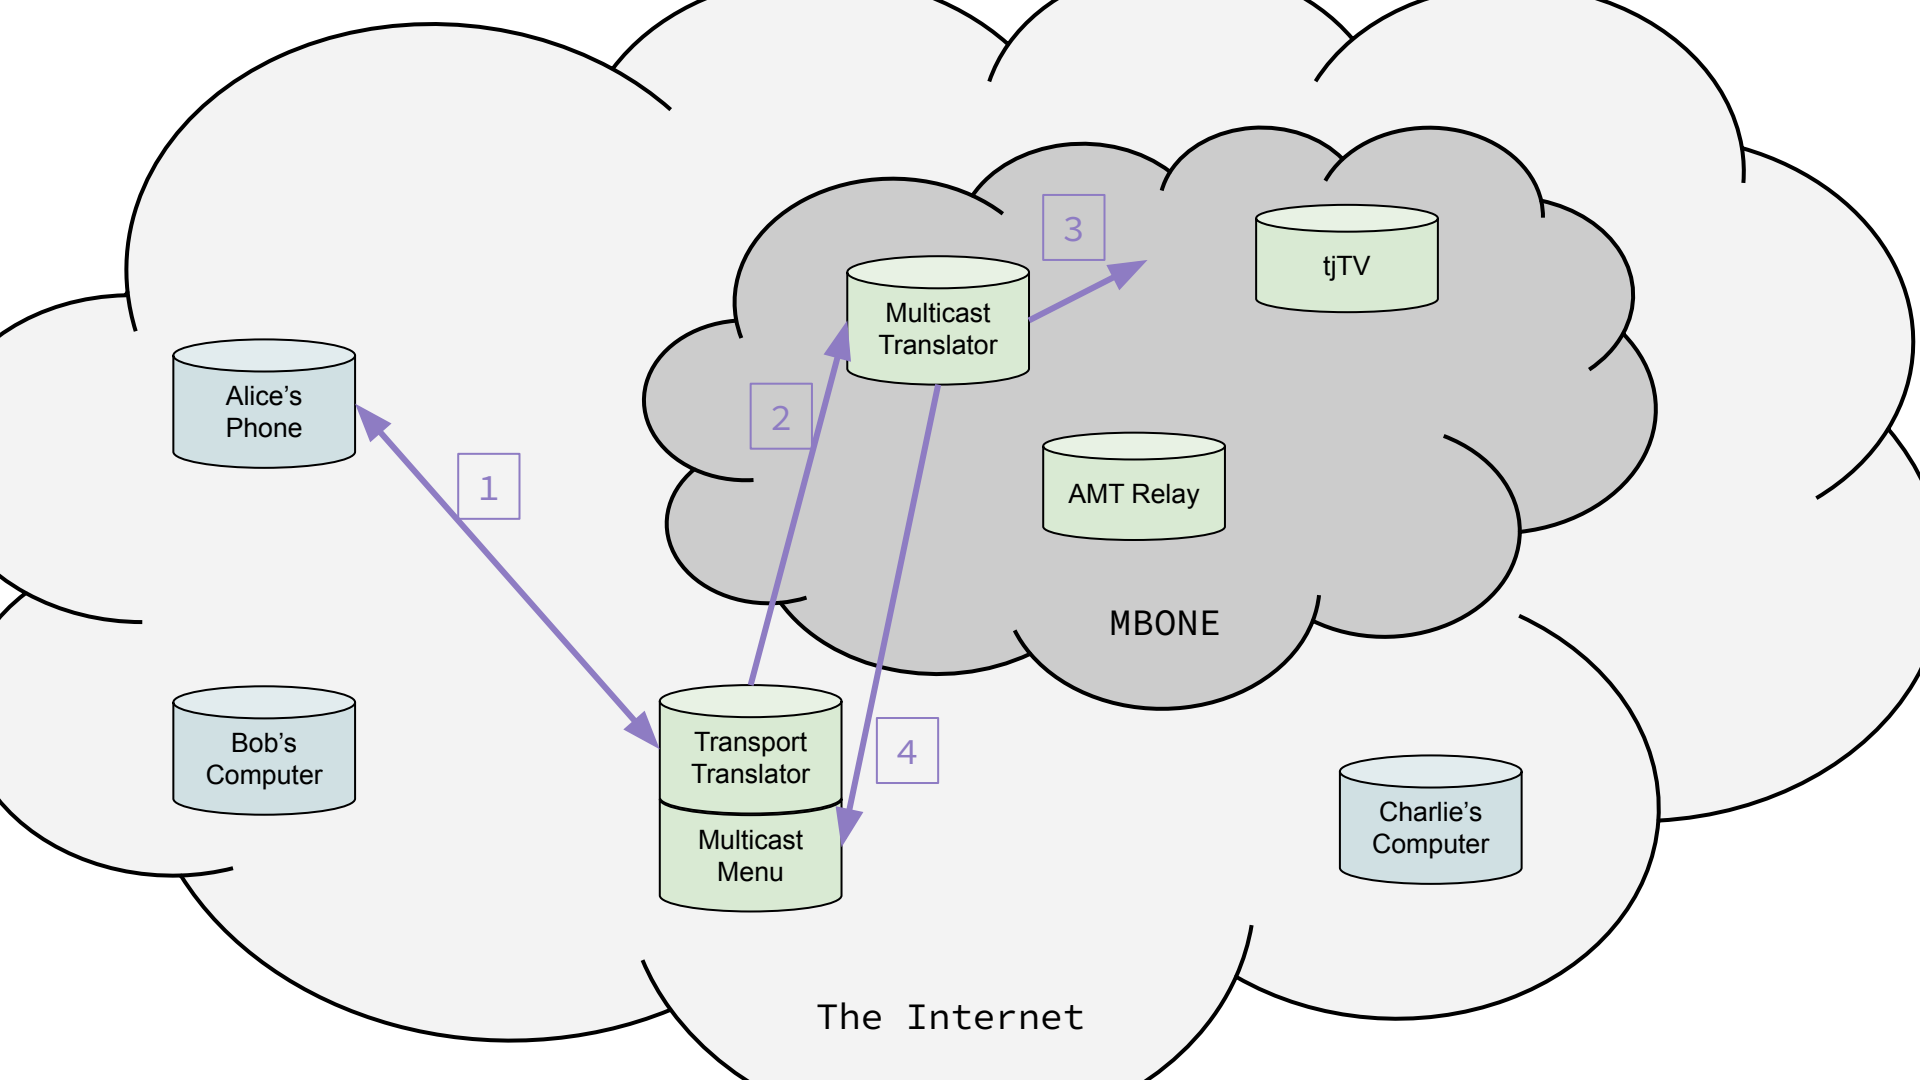 3
tjTV
Multicast
Translator
Alice’s
Phone
2
1
AMT Relay
MBONE
Bob’s
Computer
Transport
Translator
4
Multicast
Menu
Charlie’s
Computer
The Internet